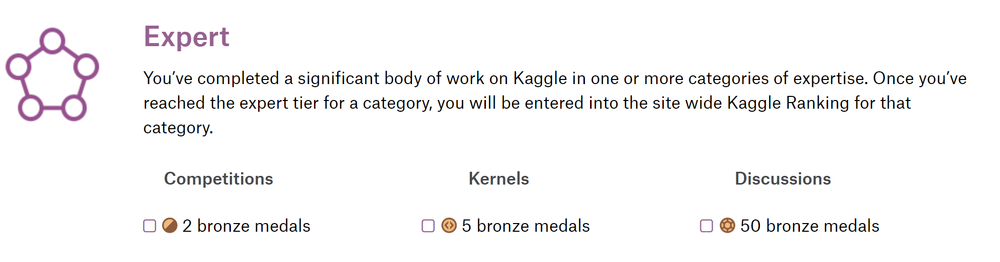 Expert
You’ve completed a significant body of work on Kaggle in one or more categories of expertise. Once you’ve
reached the expert tier for a category, you will be entered into the site wide Kaggle Ranking for that
category.
Competitions Kernels Discussions
2 bronze medals 5 bronze medals 50 bronze medals